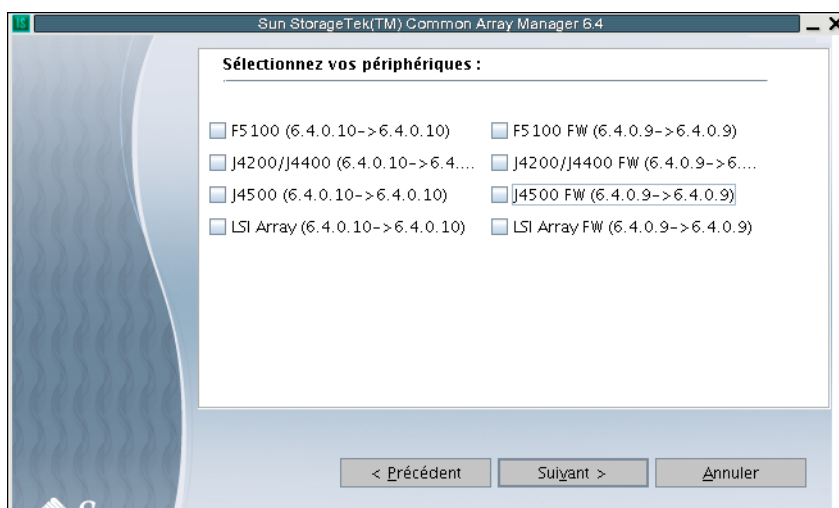 Sun StorageTek(TM) Common Array Manager 6.4
Sélectionnez vos périphériques :
F5100 (6.4.0.10->6.4.0.10)
F5100 FW (6.4.0.9->6.4.0.9)
J4200/J4400 (6.4.0.10->6.4....
J4200/J4400 FW (6.4.0.9->6....
J4500 (6.4.0.10->6.4.0.10)
J4500 FW (6.4.0.9->6.4.0.9)
LSI Array (6.4.0.10->6.4.0.10)
LSI Array FW (6.4.0.9->6.4.0.9)
< Précédent
Suivant >
Annuler